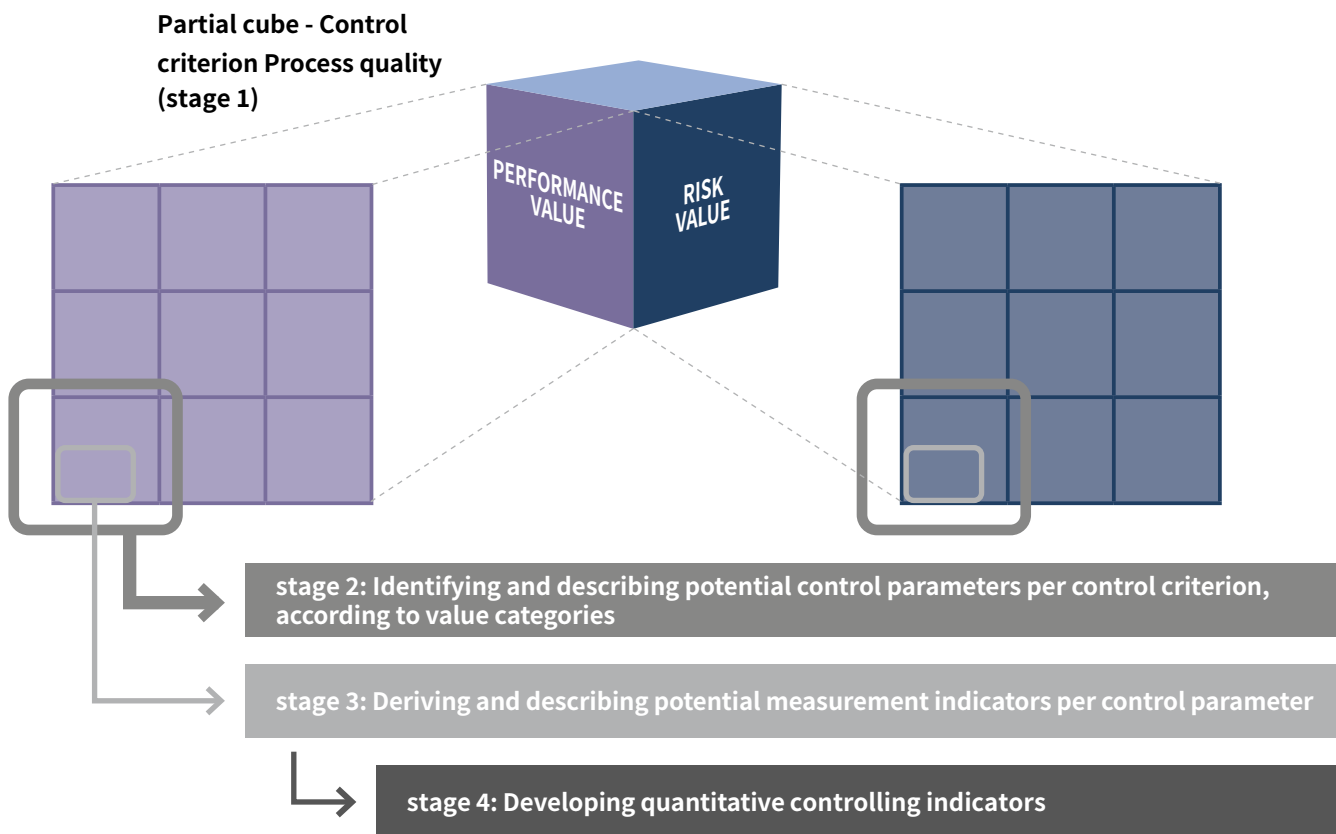 Partial cube - Control
criterion Process quality
(stage 1)
PERFORMANCE
VALUE
RISK
VALUE
stage 2: Identifying and describing potential control parameters per control criterion,
according to value categories
stage 3: Deriving and describing potential measurement indicators per control parameter
stage 4: Developing quantitative controlling indicators